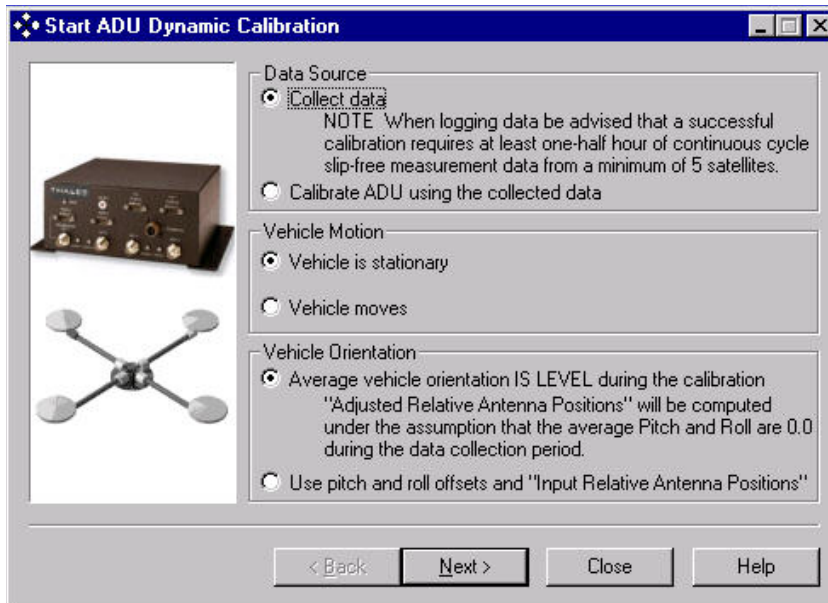 Start ADU Dynamic Calibration
THALES
Data Source
Collect data
NOTE When logging data be advised that a successful
calibration requires at least one-half hour of continuous cycle
slip-free measurement data from a minimum of 5 satellites.
Calibrate ADU using the collected data
Vehicle Motion
Vehicle is stationary
Vehicle moves
Vehicle Orientation
Average vehicle orientation IS LEVEL during the calibration
"Adjusted Relative Antenna Positions" will be computed
under the assumption that the average Pitch and Roll are 0.0
during the data collection period.
Use pitch and roll offsets and "Input Relative Antenna Positions"
< Back
Next >
Close
Help